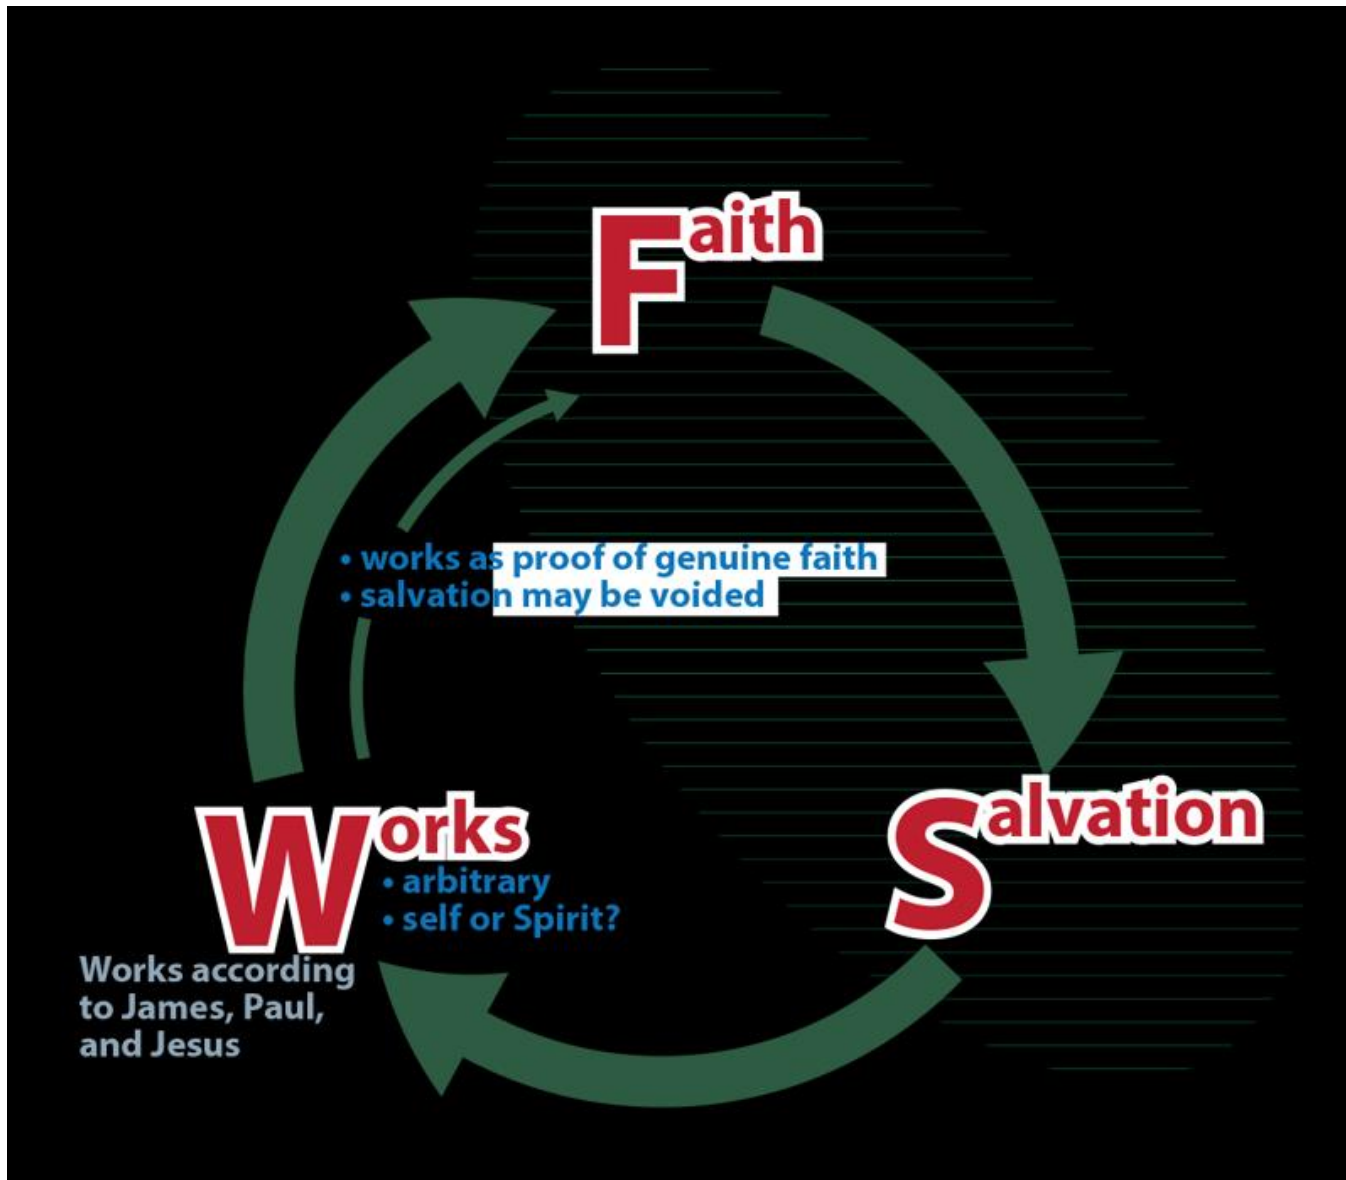 Faith
• works as proof of genuine faith
• salvation may be voided
Works
• arbitrary
• self or Spirit?
Works according
to James, Paul,
and Jesus
Salvation